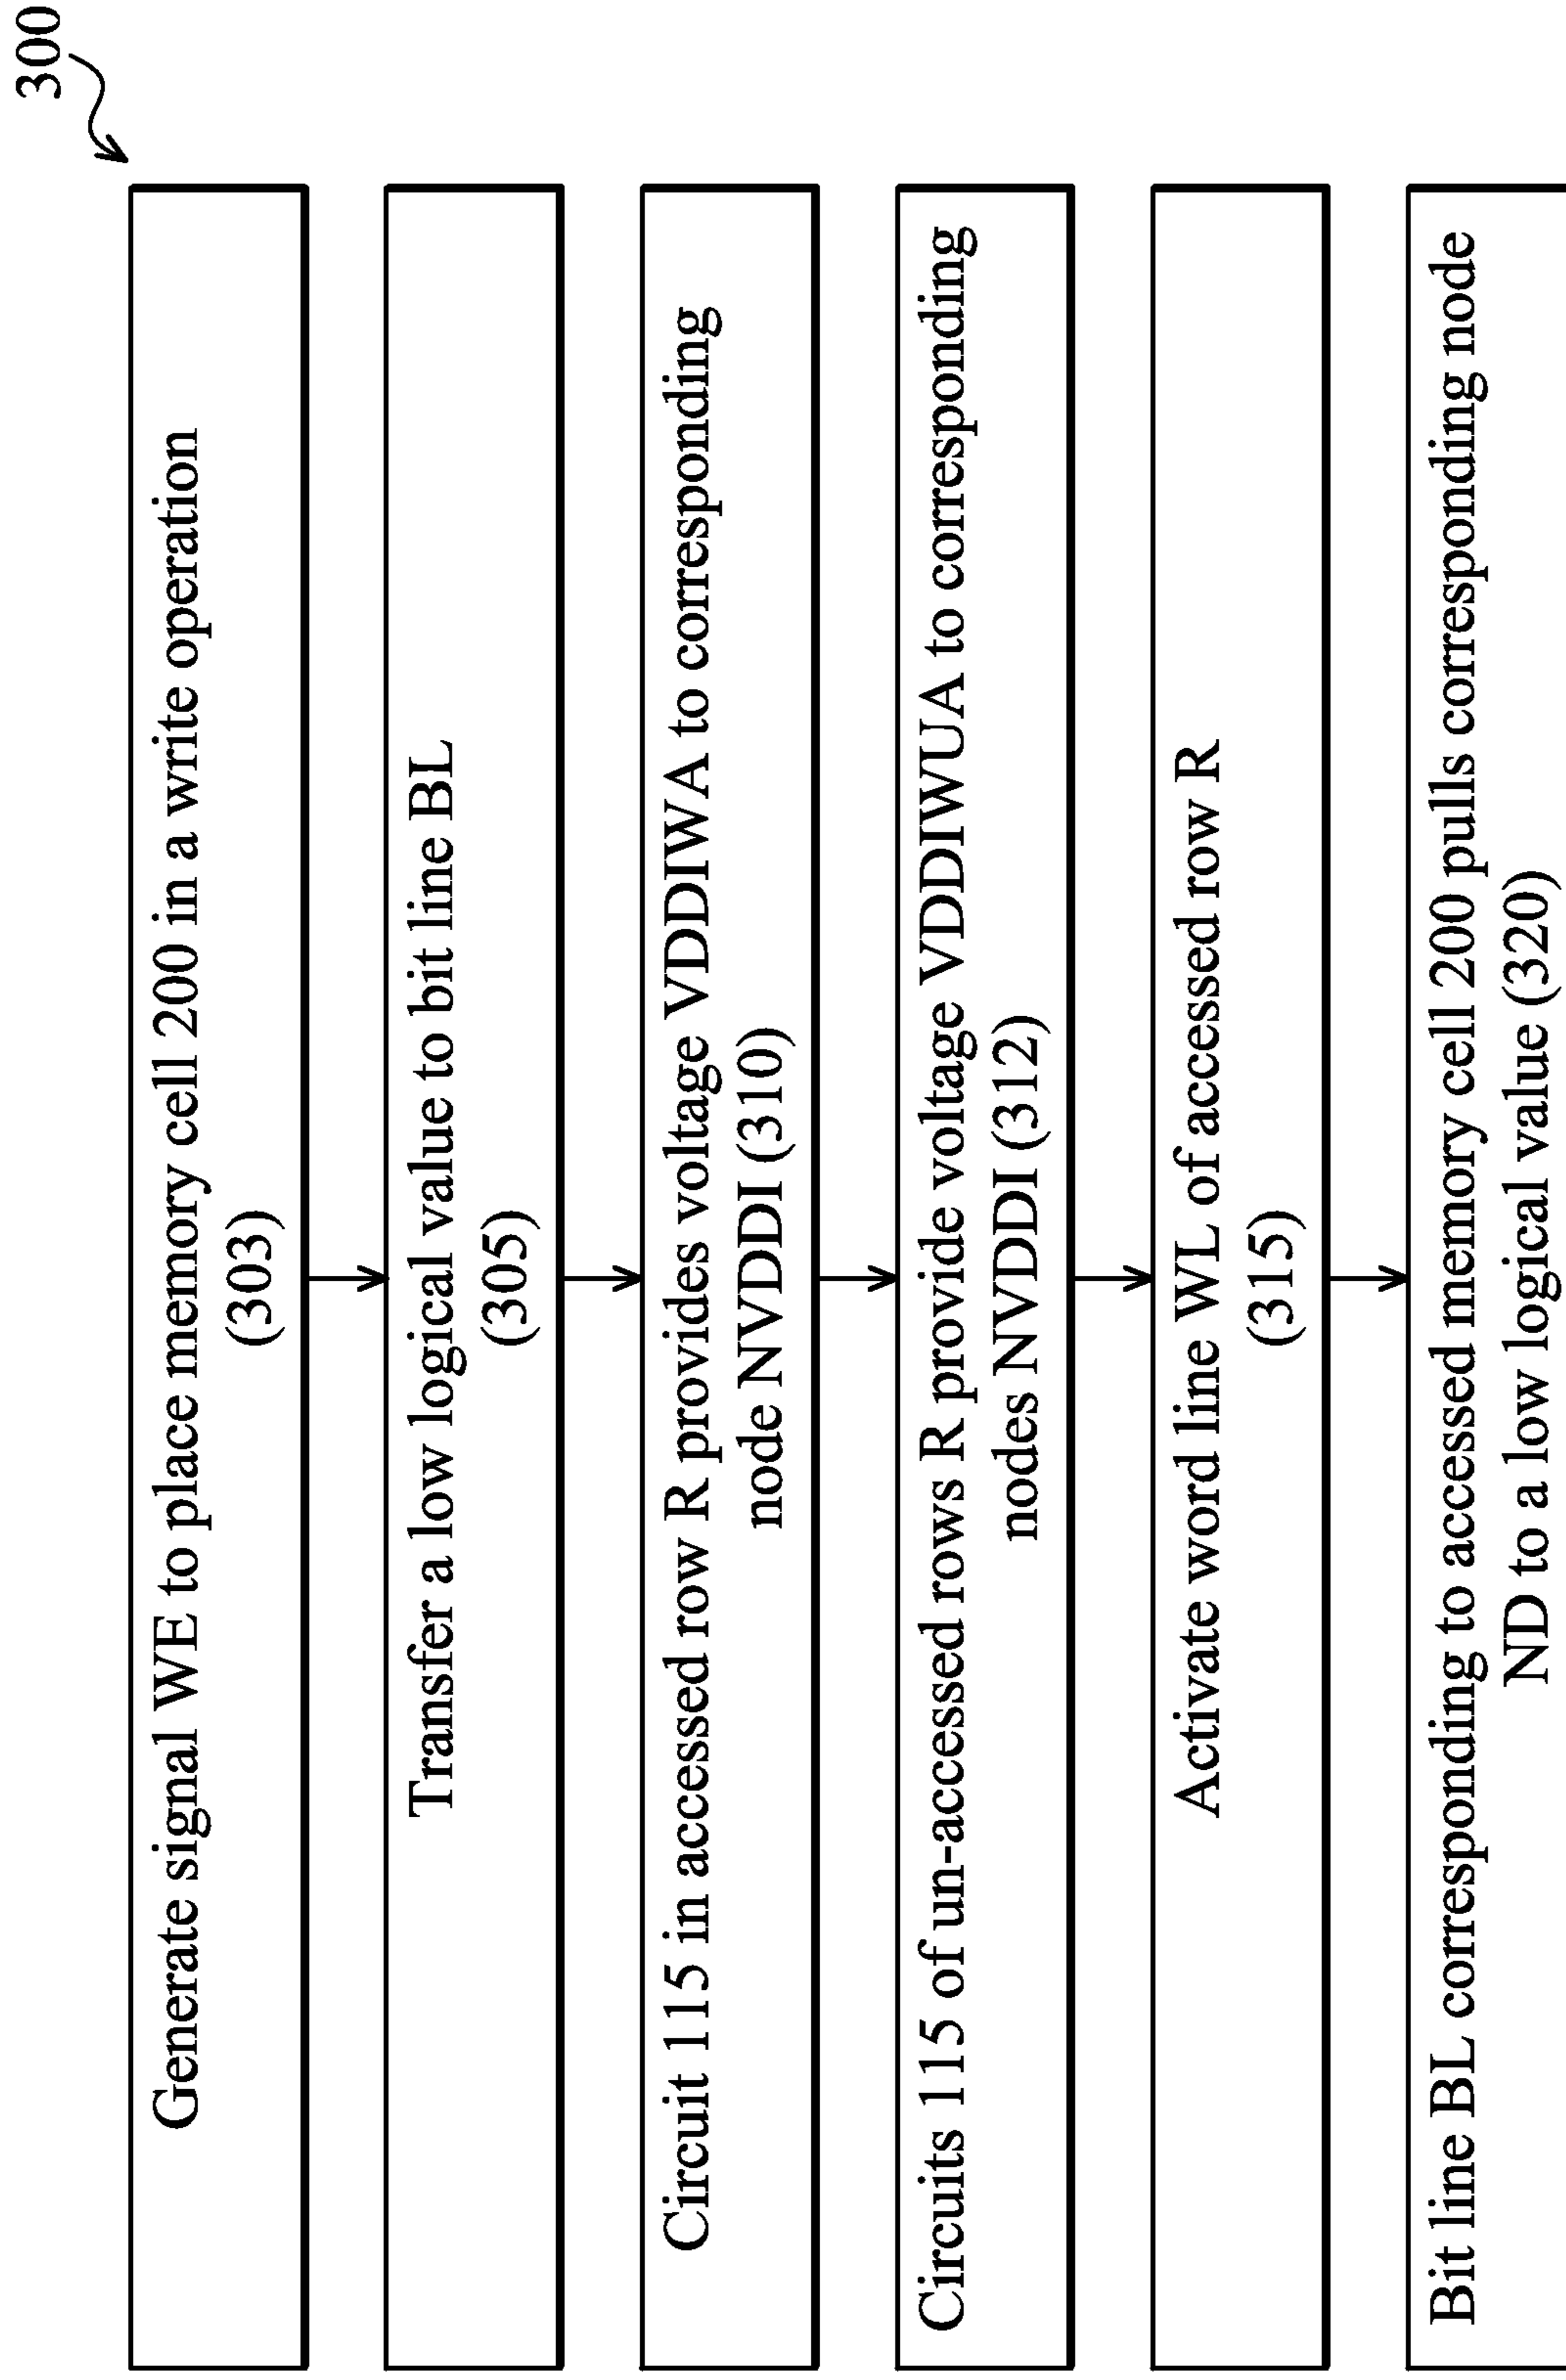 300
Generate signal WE to place memory cell 200 in a write operation
(303)
Transfer a low logical value to bit line BL
(305)
Circuit 115 in accessed row R provides voltage VDDIWA to corresponding
node NVDDI (310)
Circuits 115 of un-accessed rows R provide voltage VDDIWUA to corresponding
nodes NVDDI (312)
Activate word line WL of accessed row R
(315)
Bit line BL corresponding to accessed memory cell 200 pulls corresponding node
ND to a low logical value (320)